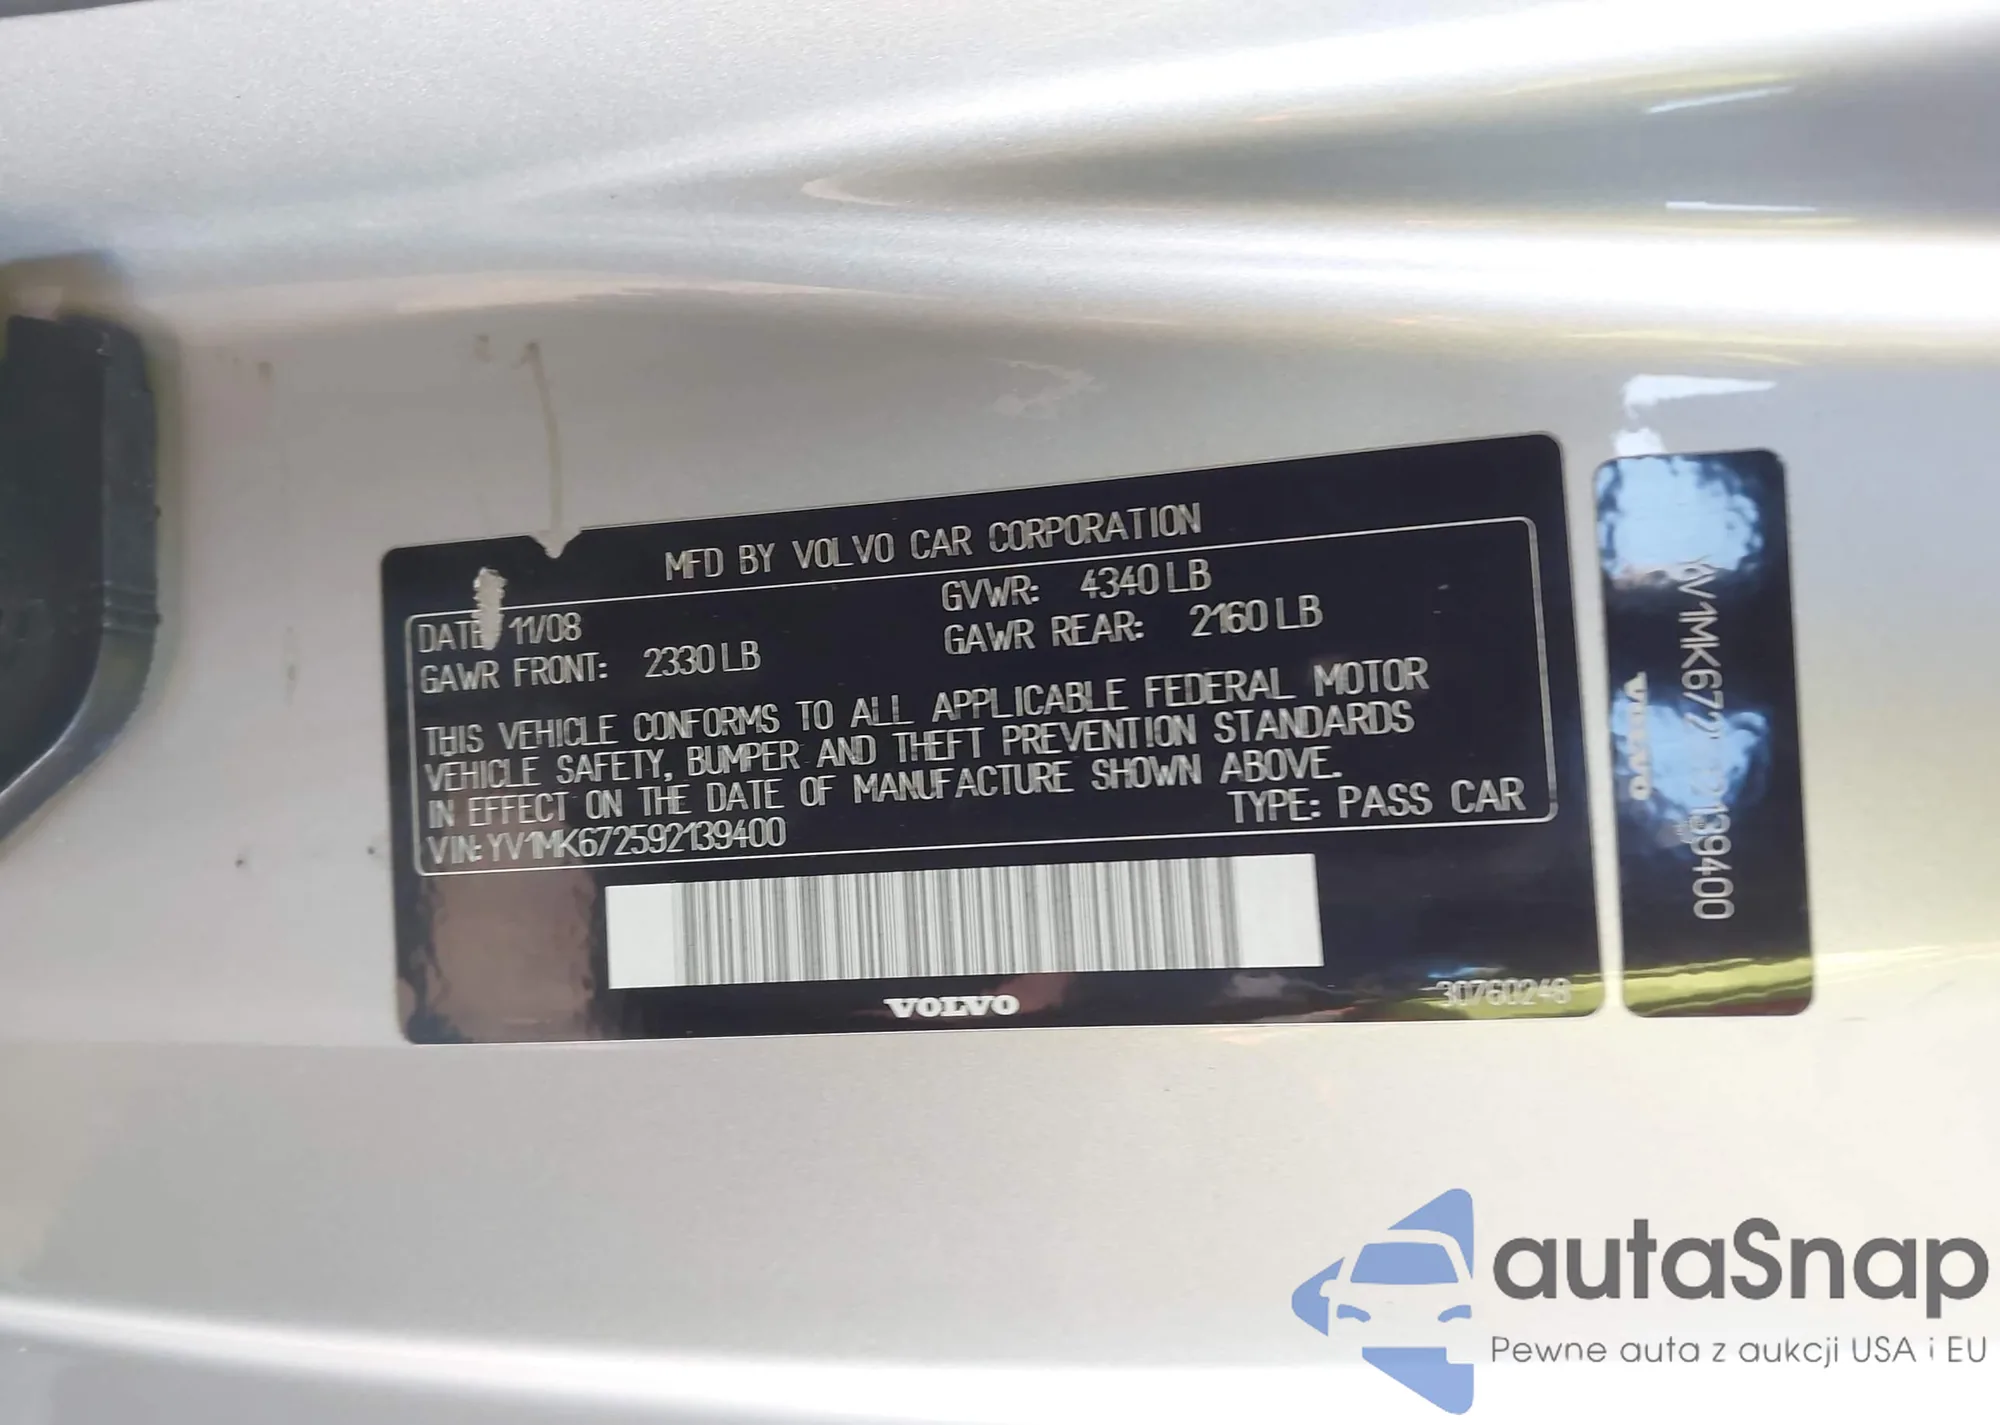 MFD BY VOLVO CAR CORPORATION
DATE 11/08 GVWR: 4340 LB
GAWR FRONT: 2330 LB GAWR REAR: 2160 LB
THIS VEHICLE CONFORMS TO ALL APPLICABLE FEDERAL MOTOR
VEHICLE SAFETY, BUMPER AND THEFT PREVENTION STANDARDS
IN EFFECT ON THE DATE OF MANUFACTURE SHOWN ABOVE.
VIN: YV1MK672592139400 TYPE: PASS CAR
VOLVO
30760248
VOLVO
autaSnap
Pewne auta z aukcji USA i EU